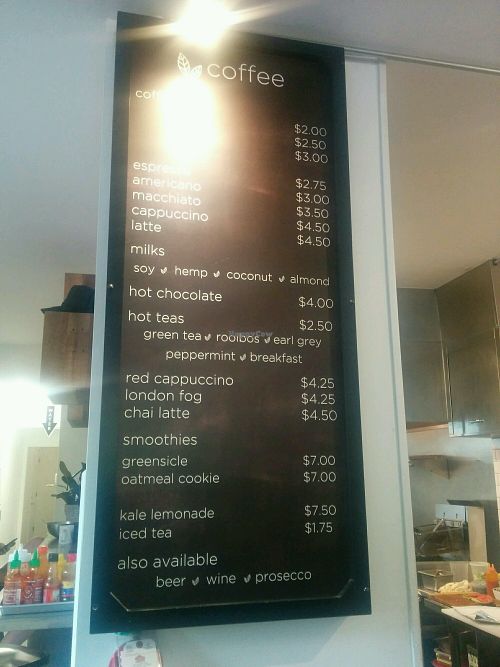 coffee
$2.00
$2.50
$3.00
espresso $2.75
americano $3.00
macchiato $3.50
cappuccino $4.50
latte $4.50
milks
soy hemp coconut almond
hot chocolate $4.00
hot teas $2.50
green tea rooibos earl grey
peppermint breakfast
red cappuccino $4.25
london fog $4.25
chai latte $4.50
smoothies
greensicle $7.00
oatmeal cookie $7.00
kale lemonade $7.50
iced tea $1.75
also available
beer wine prosecco